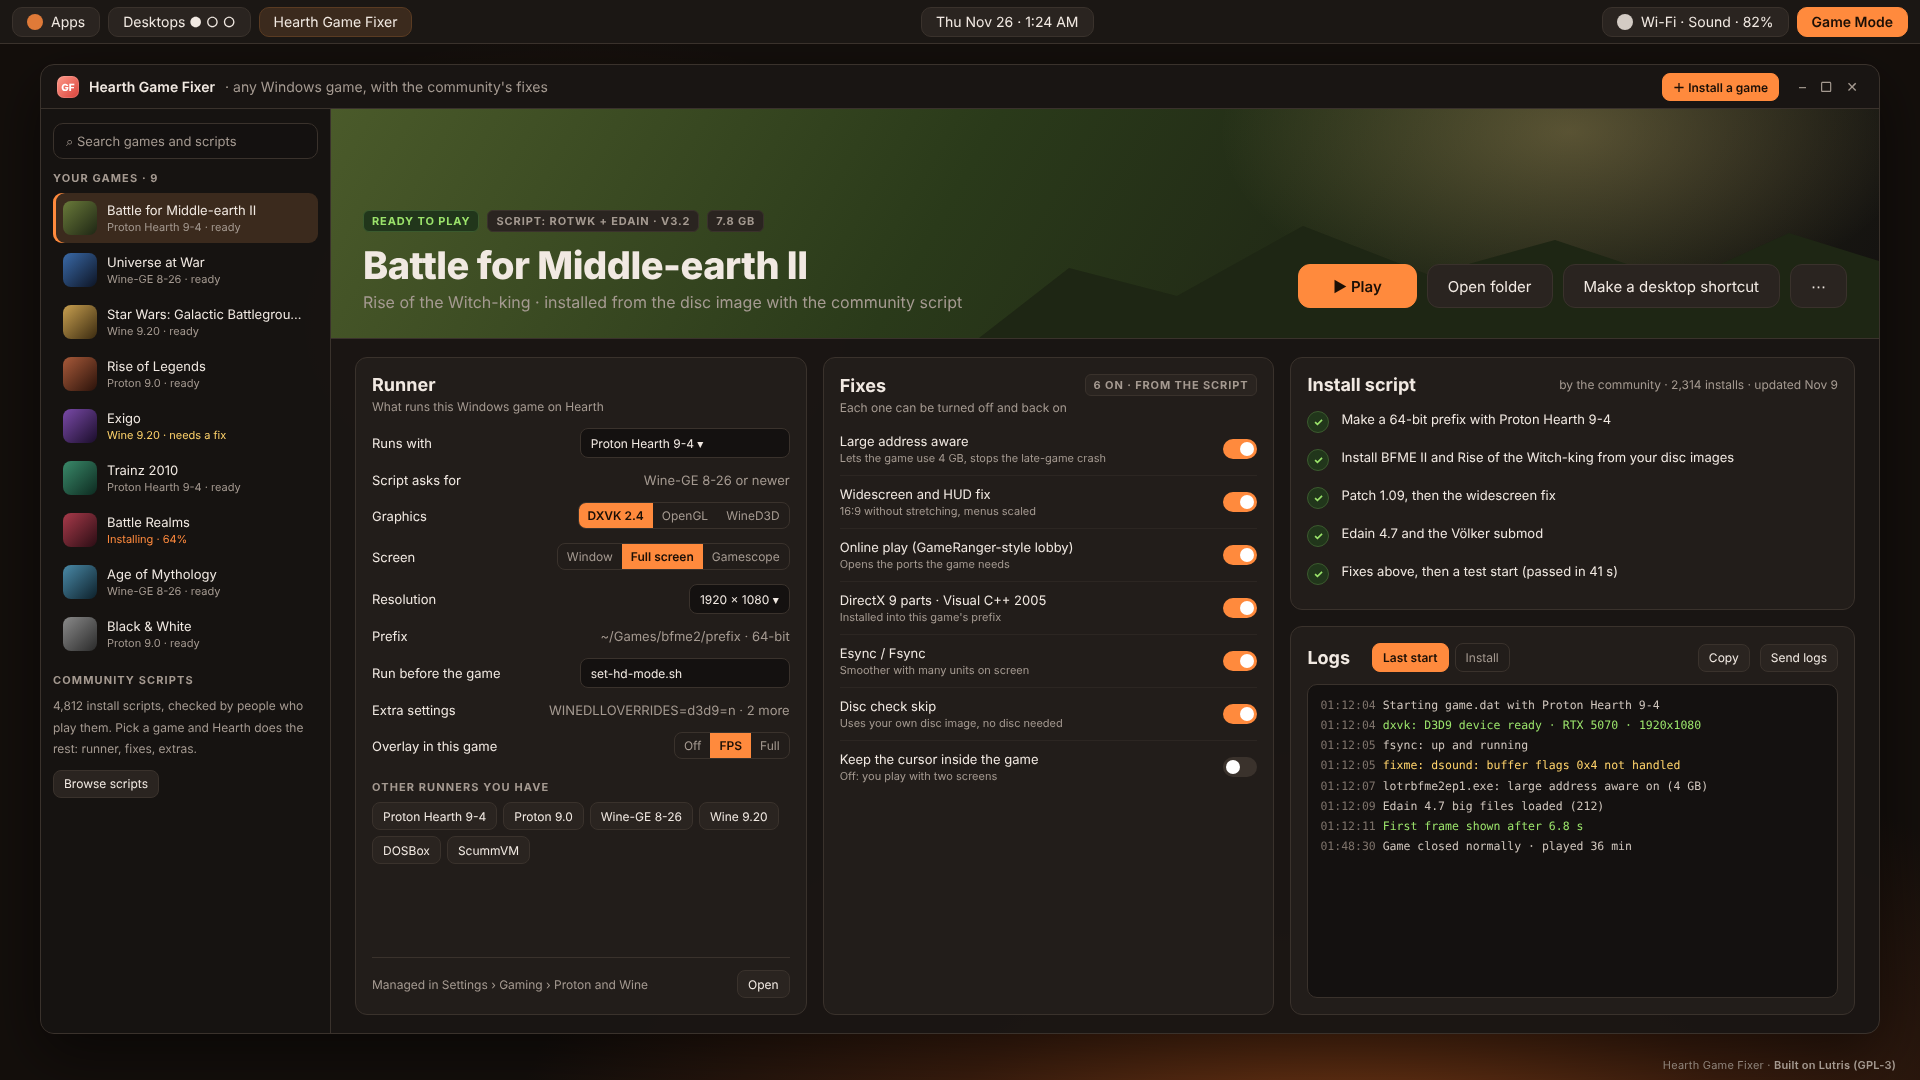 Apps
Desktops
Hearth Game Fixer
Thu Nov 26 · 1:24 AM
Wi-Fi · Sound · 82%
Game Mode
GF
Hearth Game Fixer · any Windows game, with the community's fixes
+ Install a game
Search games and scripts
YOUR GAMES · 9
Battle for Middle-earth II
Proton Hearth 9-4 · ready
Universe at War
Wine-GE 8-26 · ready
Star Wars: Galactic Battlegrou...
Wine 9.20 · ready
Rise of Legends
Proton 9.0 · ready
Exigo
Wine 9.20 · needs a fix
Trainz 2010
Proton Hearth 9-4 · ready
Battle Realms
Installing · 64%
Age of Mythology
Wine-GE 8-26 · ready
Black & White
Proton 9.0 · ready
COMMUNITY SCRIPTS
4,812 install scripts, checked by people who
play them. Pick a game and Hearth does the
rest: runner, fixes, extras.
Browse scripts
READY TO PLAY
SCRIPT: ROTWK + EDAIN · V3.2
7.8 GB
Battle for Middle-earth II
Rise of the Witch-king · installed from the disc image with the community script
▶ Play
Open folder
Make a desktop shortcut
···
Runner
What runs this Windows game on Hearth
Runs with
Proton Hearth 9-4 ▾
Script asks for
Wine-GE 8-26 or newer
Graphics
DXVK 2.4
OpenGL
WineD3D
Screen
Window
Full screen
Gamescope
Resolution
1920 × 1080 ▾
Prefix
~/Games/bfme2/prefix · 64-bit
Run before the game
set-hd-mode.sh
Extra settings
WINEDLLOVERRIDES=d3d9=n · 2 more
Overlay in this game
Off
FPS
Full
OTHER RUNNERS YOU HAVE
Proton Hearth 9-4
Proton 9.0
Wine-GE 8-26
Wine 9.20
DOSBox
ScummVM
Managed in Settings › Gaming › Proton and Wine
Open
Fixes
6 ON · FROM THE SCRIPT
Each one can be turned off and back on
Large address aware
Lets the game use 4 GB, stops the late-game crash
Widescreen and HUD fix
16:9 without stretching, menus scaled
Online play (GameRanger-style lobby)
Opens the ports the game needs
DirectX 9 parts · Visual C++ 2005
Installed into this game's prefix
Esync / Fsync
Smoother with many units on screen
Disc check skip
Uses your own disc image, no disc needed
Keep the cursor inside the game
Off: you play with two screens
Install script
by the community · 2,314 installs · updated Nov 9
Make a 64-bit prefix with Proton Hearth 9-4
Install BFME II and Rise of the Witch-king from your disc images
Patch 1.09, then the widescreen fix
Edain 4.7 and the Völker submod
Fixes above, then a test start (passed in 41 s)
Logs
Last start
Install
Copy
Send logs
01:12:04 Starting game.dat with Proton Hearth 9-4
01:12:04 dxvk: D3D9 device ready · RTX 5070 · 1920x1080
01:12:05 fsync: up and running
01:12:05 fixme: dsound: buffer flags 0x4 not handled
01:12:07 lotrbfme2ep1.exe: large address aware on (4 GB)
01:12:09 Edain 4.7 big files loaded (212)
01:12:11 First frame shown after 6.8 s
01:48:30 Game closed normally · played 36 min
Hearth Game Fixer · Built on Lutris (GPL-3)